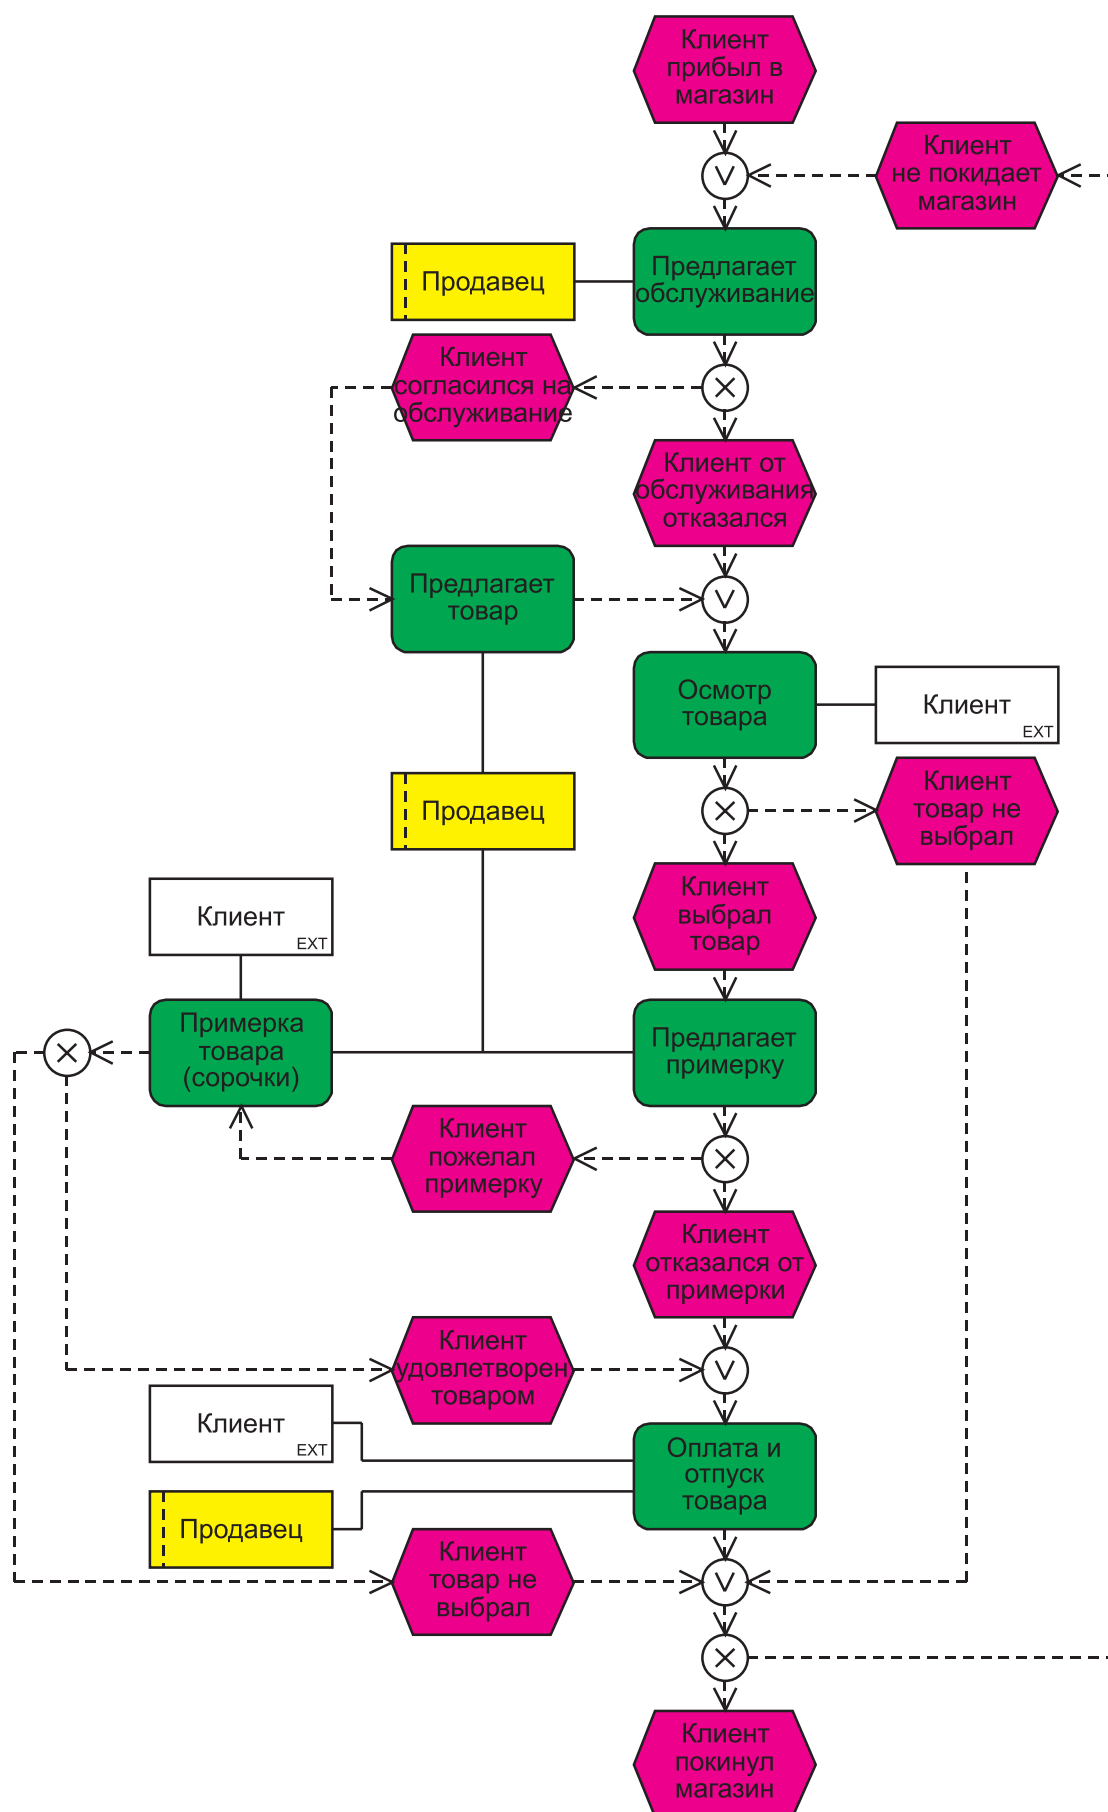 Клиент
прибыл в
магазин
Клиент
не покидает
магазин
Предлагает
обслуживание
Продавец
Клиент
согласился на
обслуживание
Клиент от
обслуживания
отказался
Предлагает
товар
Осмотр
товара
Клиент
EXT
Клиент
товар не
выбрал
Продавец
Клиент
выбрал
товар
Клиент
EXT
Примерка
товара
(сорочки)
Предлагает
примерку
Клиент
пожелал
примерку
Клиент
отказался от
примерки
Клиент
удовлетворен
товаром
Клиент
EXT
Оплата и
отпуск
товара
Продавец
Клиент
товар не
выбрал
Клиент
покинул
магазин